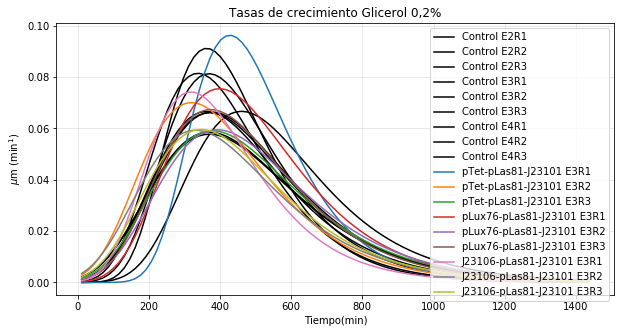 Tasas de crecimiento Glicerol 0,2%
0.10
0.08
0.06
0.04
0.02
0.00
μm (min¹)
Control E2R1
Control E2R2
Control E2R3
Control E3R1
Control E3R2
Control E3R3
Control E4R1
Control E4R2
Control E4R3
pTet-pLas81-J23101 E3R1
pTet-pLas81-J23101 E3R2
pTet-pLas81-J23101 E3R3
pLux76-pLas81-J23101 E3R1
pLux76-pLas81-J23101 E3R2
pLux76-pLas81-J23101 E3R3
J23106-pLas81-J23101 E3R1
J23106-pLas81-J23101 E3R2
J23106-pLas81-J23101 E3R3
0 200 400 600 800 1000 1200 1400
Tiempo(min)